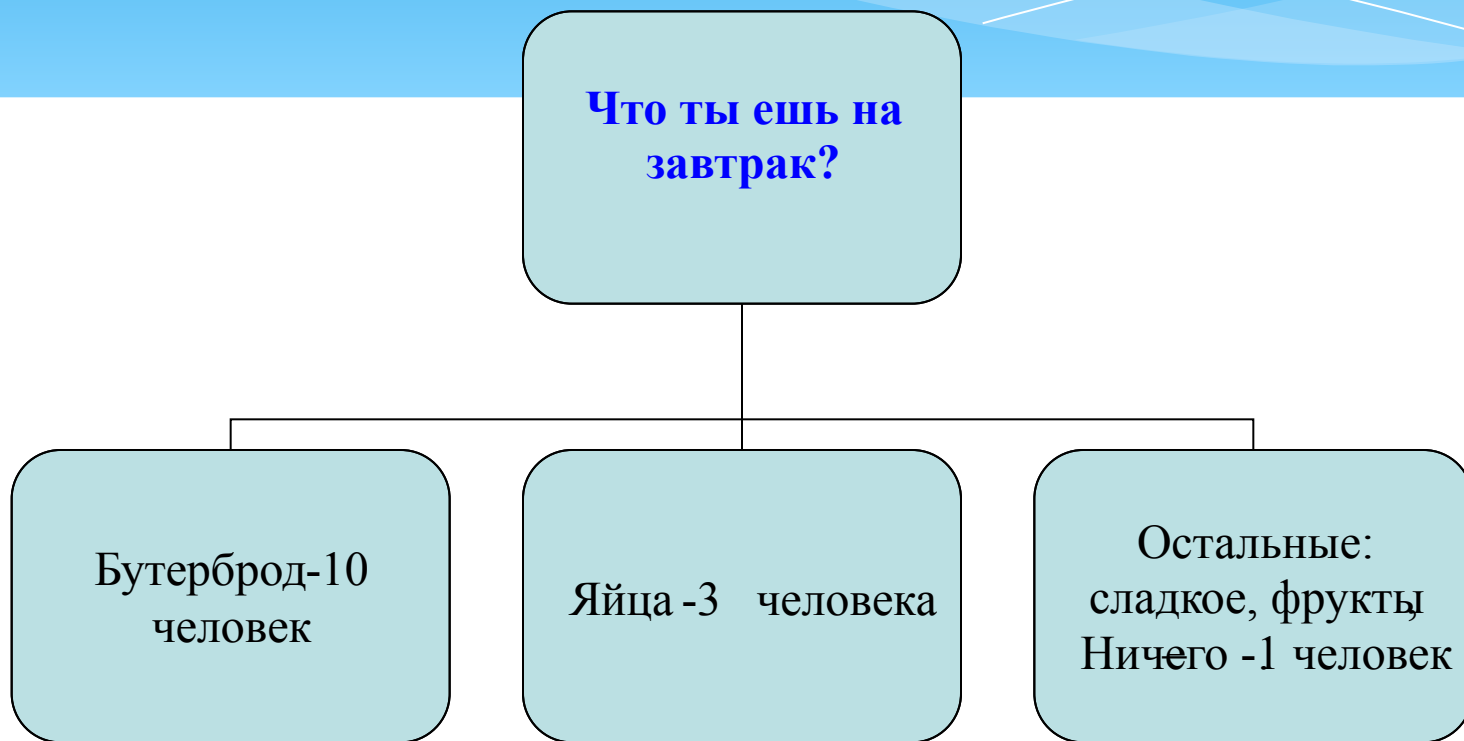 Что ты ешь на
завтрак?
Бутерброд-10
человек
Яйца -3 человека
Остальные:
сладкое, фрукты,
Ничего -1 человек